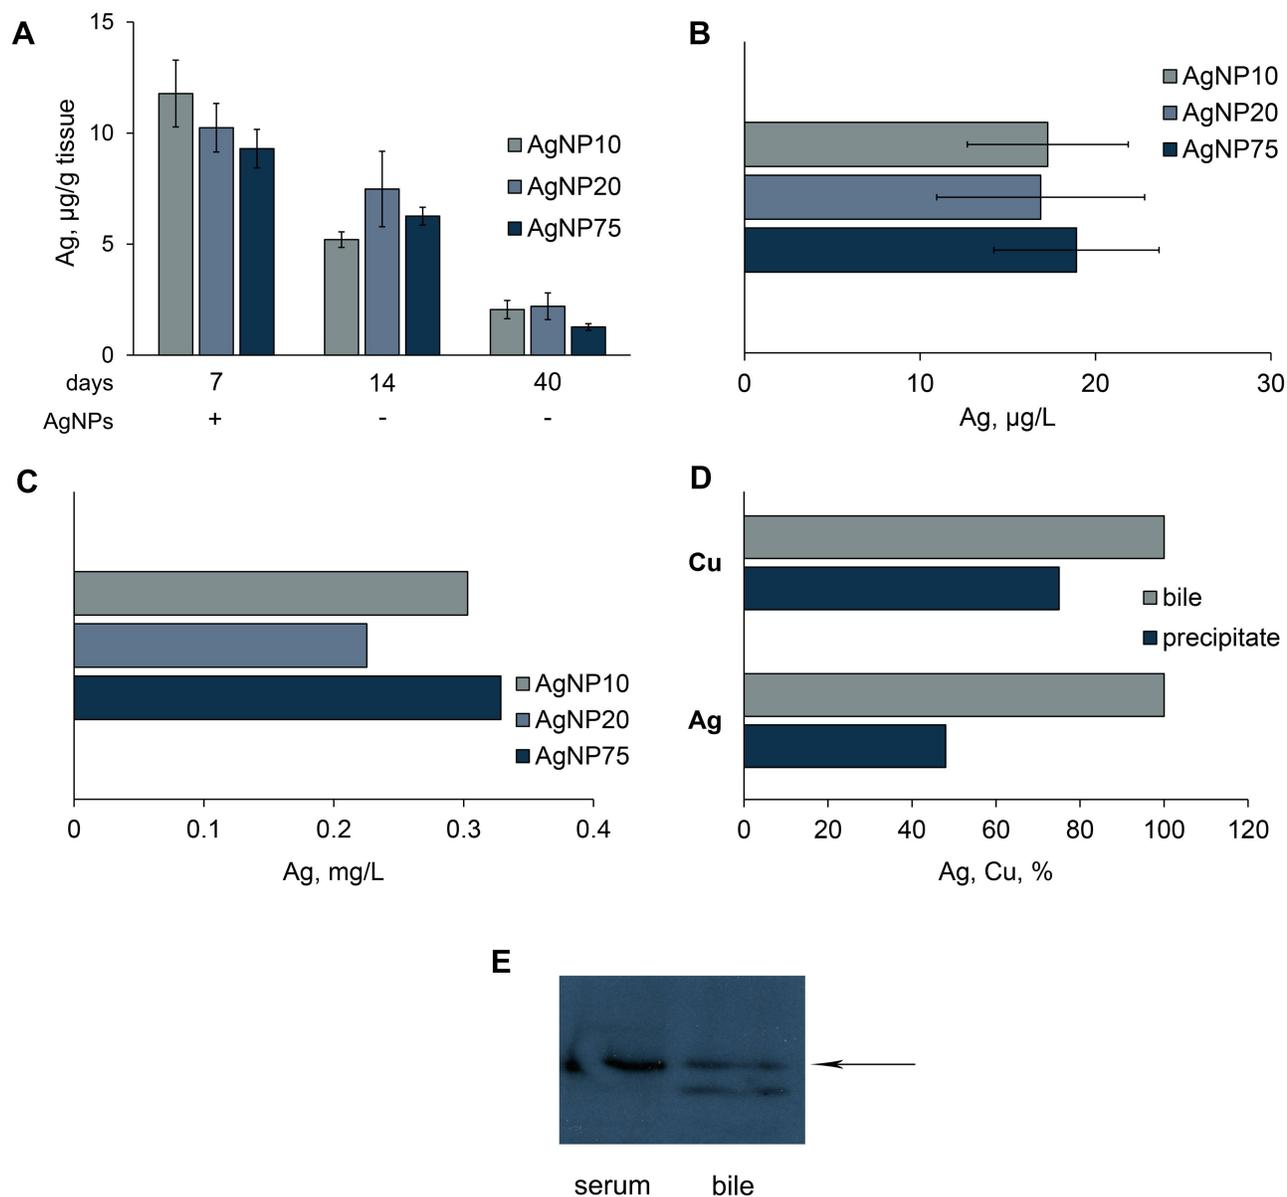 A
Ag, µg/g tissue
15
10
5
0
AgNP10
AgNP20
AgNP75
days 7 14 40
AgNPs + - -
B
AgNP10
AgNP20
AgNP75
0 10 20 30
Ag, µg/L
C
AgNP10
AgNP20
AgNP75
0 0.1 0.2 0.3 0.4
Ag, mg/L
D
Cu
Ag
bile
precipitate
0 20 40 60 80 100 120
Ag, Cu, %
E
serum bile